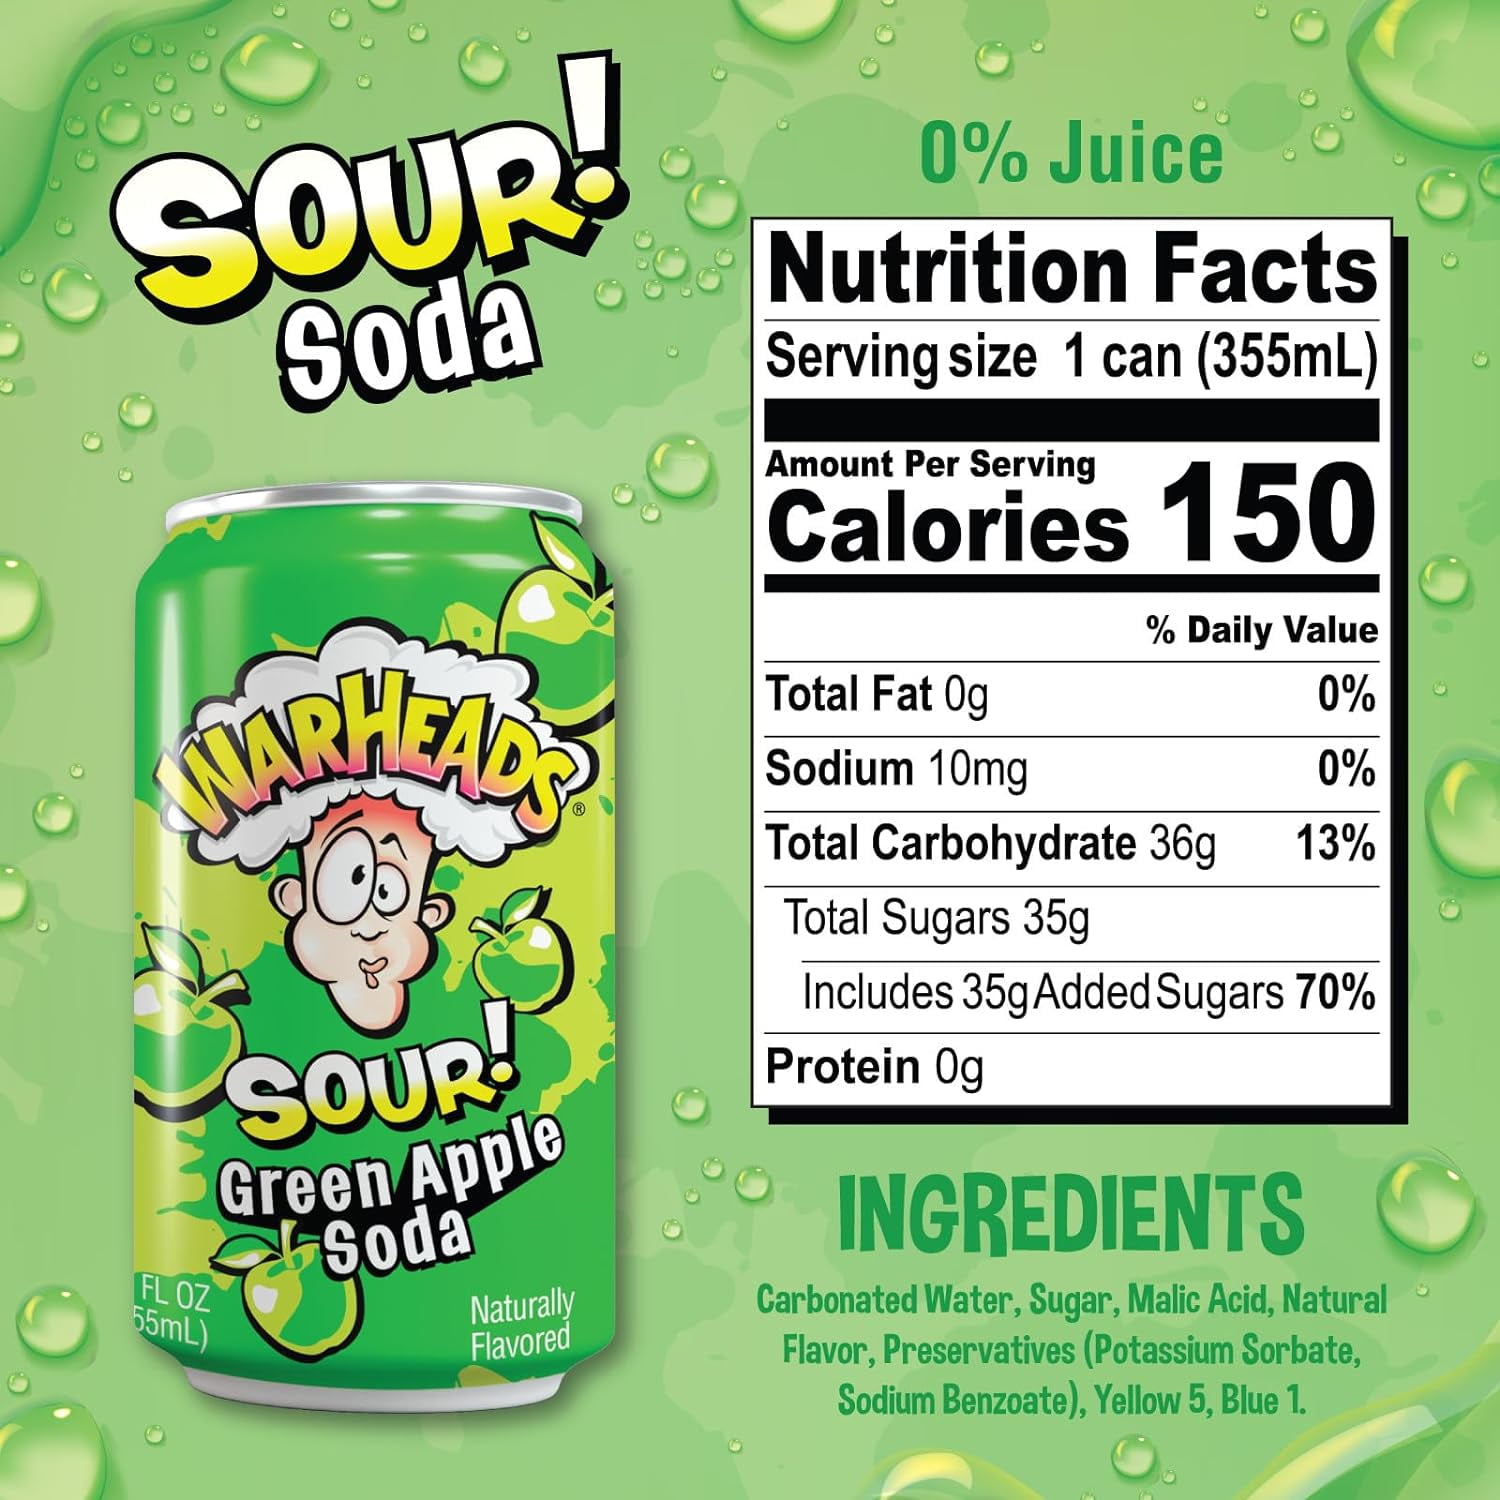 SOUR!
Soda
WARHEADS®
SOUR!
Green Apple
Soda
FL OZ
55mL)
Naturally
Flavored
0% Juice
Nutrition Facts
Serving size 1 can (355mL)
Amount Per Serving
Calories 150
% Daily Value
Total Fat 0g 0%
Sodium 10mg 0%
Total Carbohydrate 36g 13%
Total Sugars 35g
Includes 35g Added Sugars 70%
Protein 0g
INGREDIENTS
Carbonated Water, Sugar, Malic Acid, Natural
Flavor, Preservatives (Potassium Sorbate,
Sodium Benzoate), Yellow 5, Blue 1.